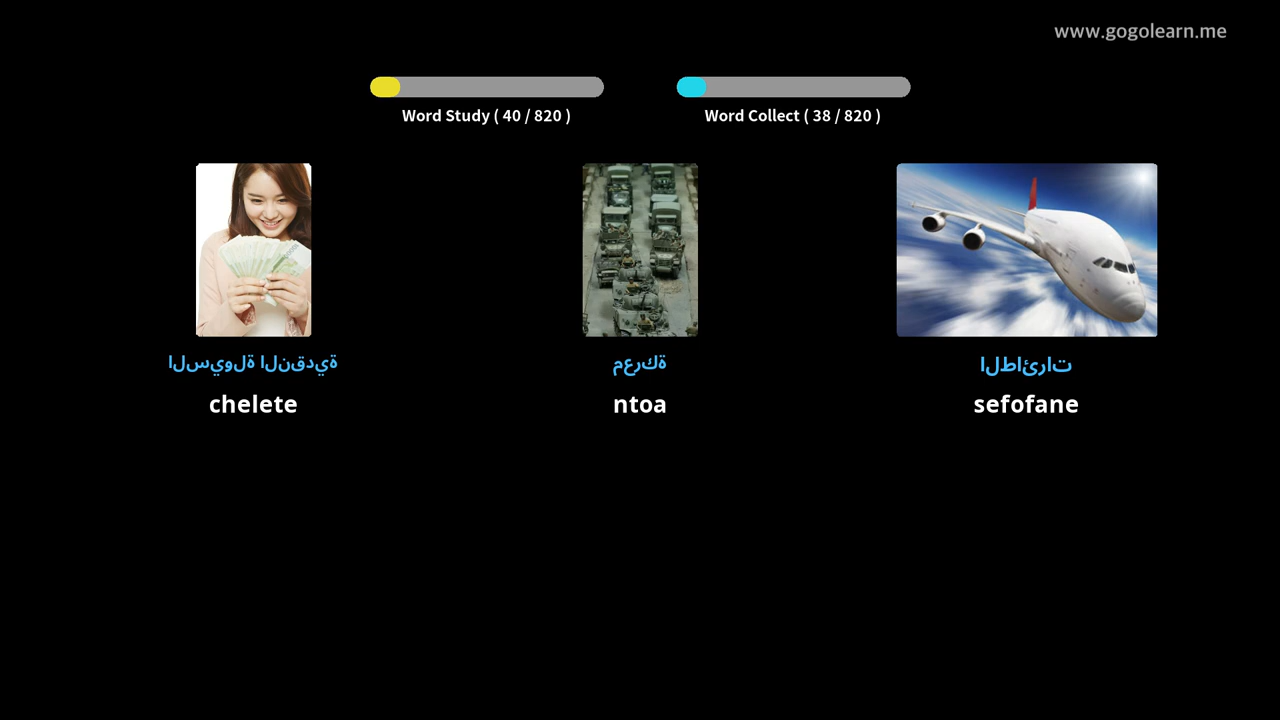 www.gogolearn.me
Word Study ( 40 / 820 )
Word Collect ( 38 / 820 )
السيولة النقدية
معركة
الطائرات
chelete
ntoa
sefofane